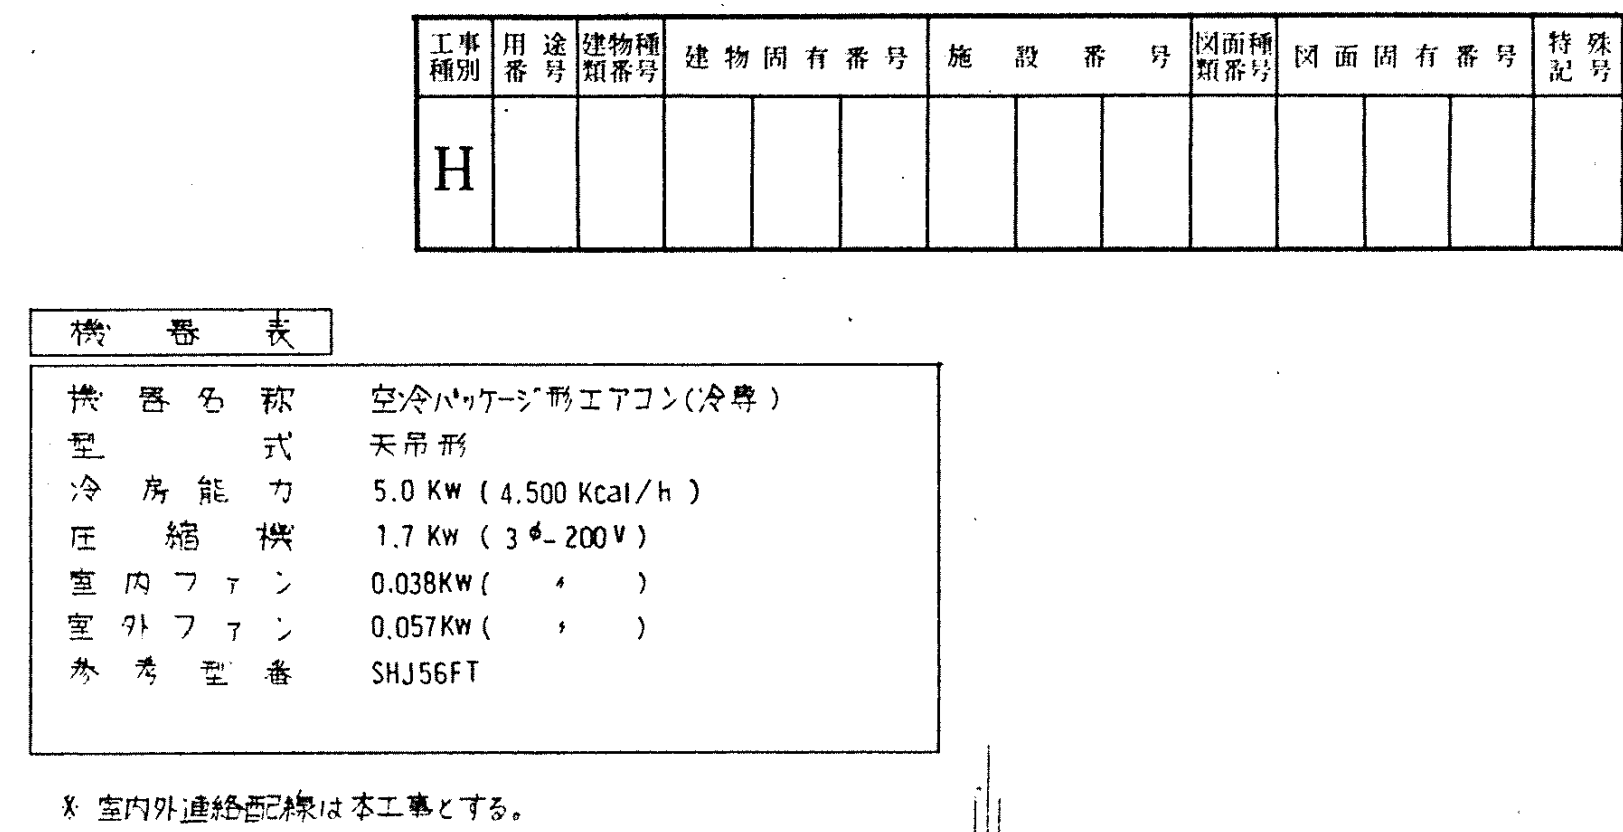 工事種別 用途番号 建物種類番号 建物固有番号 施設番号 図面種類番号 図面固有番号 特殊記号
H
機器表
機器名称 空冷パッケージ形エアコン(冷専)
型式 天吊形
冷房能力 5.0 KW ( 4.500 Kcal/h )
圧縮機 1.7 KW ( 3φ-200V )
室内ファン 0.038KW ( 〃 )
室外ファン 0.057KW ( 〃 )
参考型番 SHJ56FT
※ 室内外連絡配線は本工事とする。